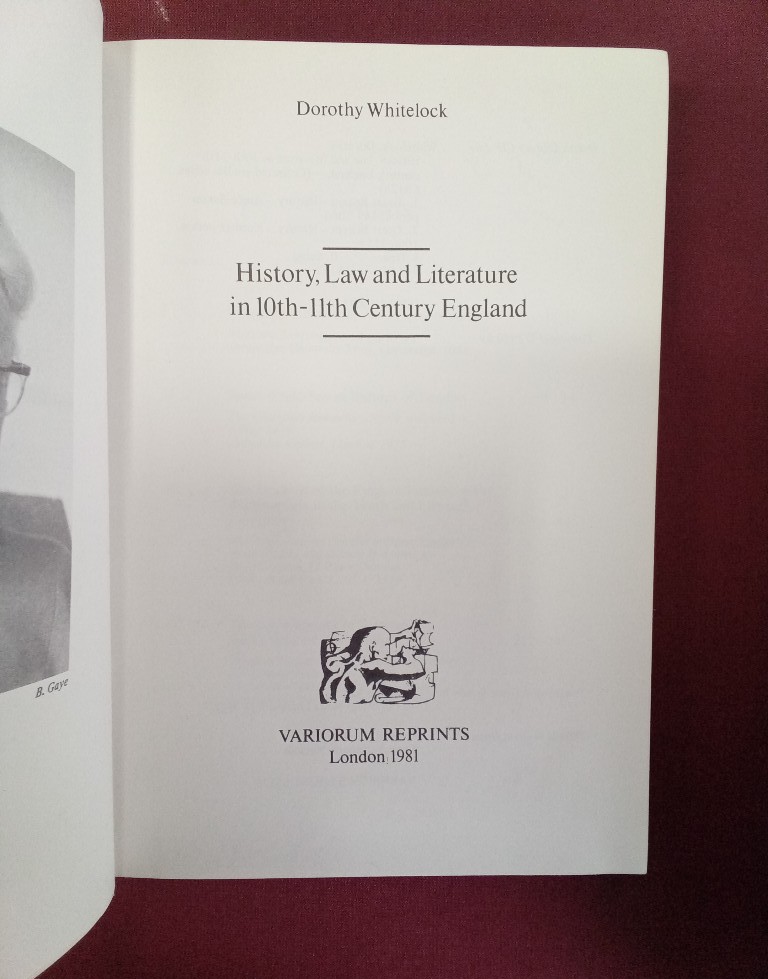 Dorothy Whitelock
History, Law and Literature
in 10th-11th Century England
B. Gaye
VARIORUM REPRINTS
London 1981